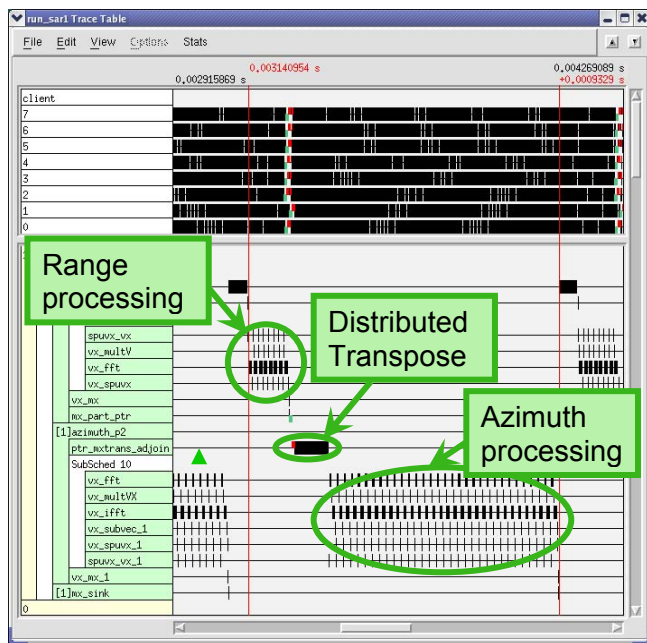 run_sar1 Trace Table
File Edit View Options Stats
0.003140954 s
0.004269089 s
0.002915869 s
+0.0009329 s
client
7
6
5
4
3
2
1
0
Range
processing
Distributed
Transpose
Azimuth
processing
spuvx_vx
vx_multV
vx_fft
vx_spuvx
vx_mx
mx_part_ptr
[1]azimuth_p2
ptr_mxtrans_adjoin
SubSched 10
vx_fft
vx_multVX
vx_ifft
vx_subvec_1
vx_spuvx_1
spuvx_vx_1
vx_mx_1
[1]mx_sink
0